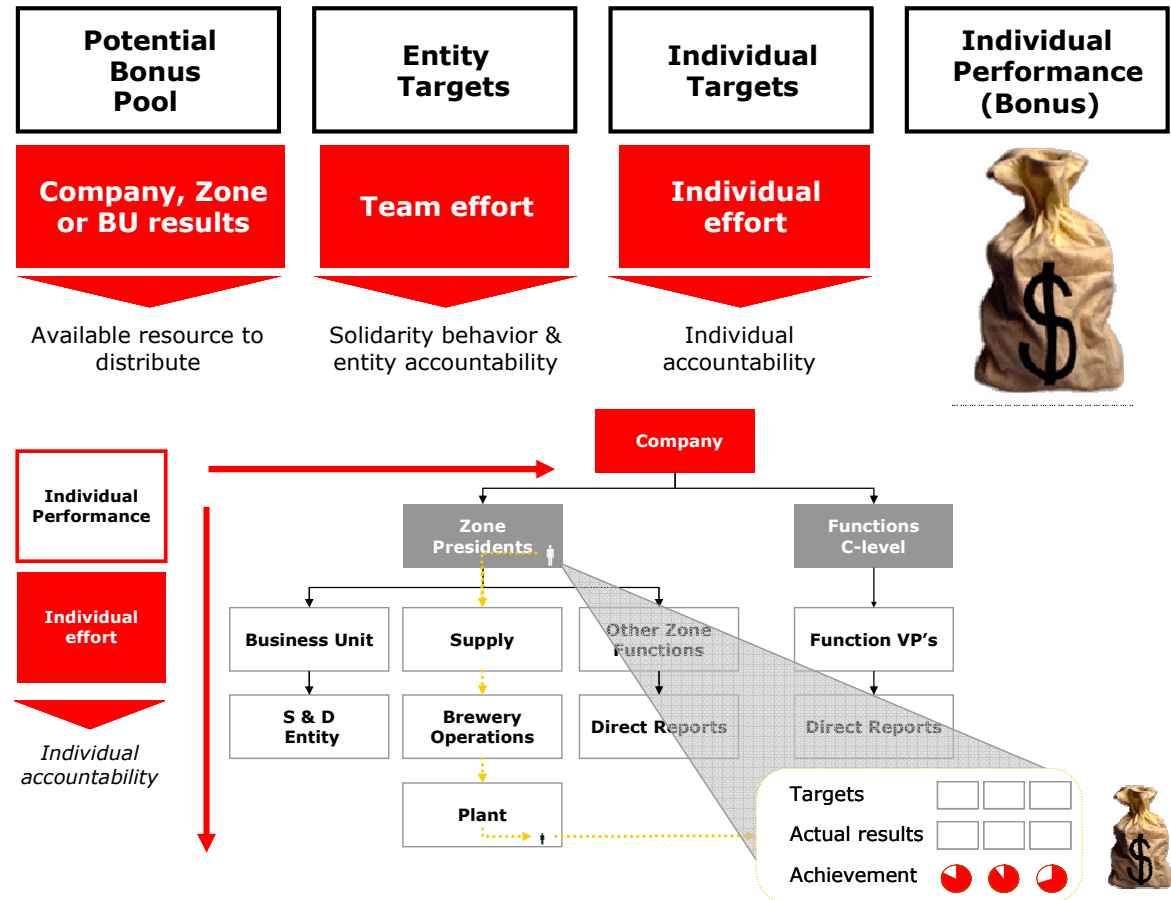 Potential
Bonus
Pool
Entity
Targets
Individual
Targets
Individual
Performance
(Bonus)
Company, Zone
or BU results
Team effort
Individual
effort
$
Available resource to
distribute
Solidarity behavior &
entity accountability
Individual
accountability
Company
Individual
Performance
Zone
Presidents
Functions
C-level
Individual
effort
Business Unit
Supply
Other Zone
Functions
Function VP's
S & D
Entity
Brewery
Operations
Direct Reports
Direct Reports
Individual
accountability
Plant
Targets
Actual results
Achievement
$